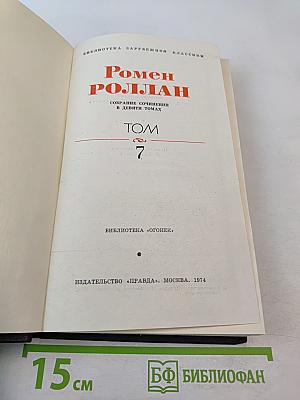 БИБЛИОТЕКА ЗАРУБЕЖНОЙ КЛАССИКИ
Ромен
РОЛЛАН
СОБРАНИЕ СОЧИНЕНИЙ
В ДЕВЯТИ ТОМАХ
ТОМ
7
БИБЛИОТЕКА «ОГОНЕК»
ИЗДАТЕЛЬСТВО «ПРАВДА». МОСКВА. 1974
15 см
БФ БИБЛИОФАН